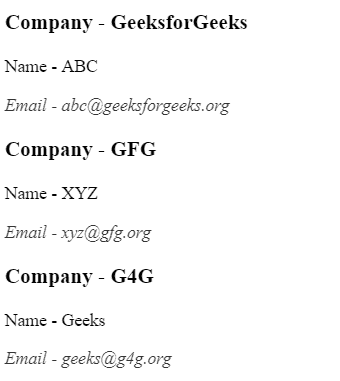 Company - GeeksforGeeks
Name - ABC
Email - abc@geeksforgeeks.org
Company - GFG
Name - XYZ
Email - xyz@gfg.org
Company - G4G
Name - Geeks
Email - geeks@g4g.org